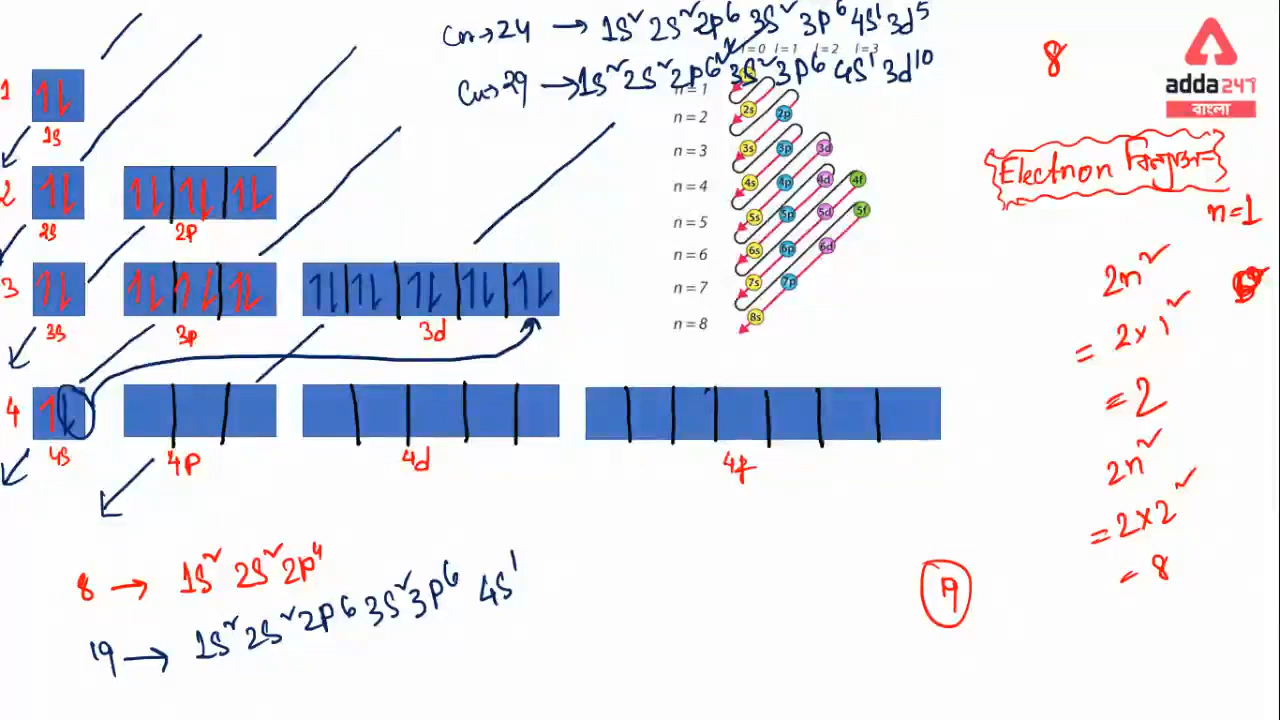 Cr→24 → 1s² 2s² 2p⁶ 3s² 3p⁶ 4s¹ 3d⁵
Cu→29 → 1s² 2s² 2p⁶ 3s² 3p⁶ 4s¹ 3d¹⁰
8
adda247
বাংলা
l=0 l=1 l=2 l=3
n = 1
n = 2 2s 2p
n = 3 3s 3p 3d
n = 4 4s 4p 4d 4f
n = 5 5s 5p 5d 5f
n = 6 6s 6p 6d
n = 7 7s 7p
n = 8 8s
Electron বিন্যাস
n=1
2n²
= 2×1²
= 2
2n²
= 2×2²
= 8
1 1s
2 2s 2p
3 3s 3p 3d
4 4s 4p 4d 4f
8 → 1s² 2s² 2p⁴
19 → 1s² 2s² 2p⁶ 3s² 3p⁶ 4s¹
19